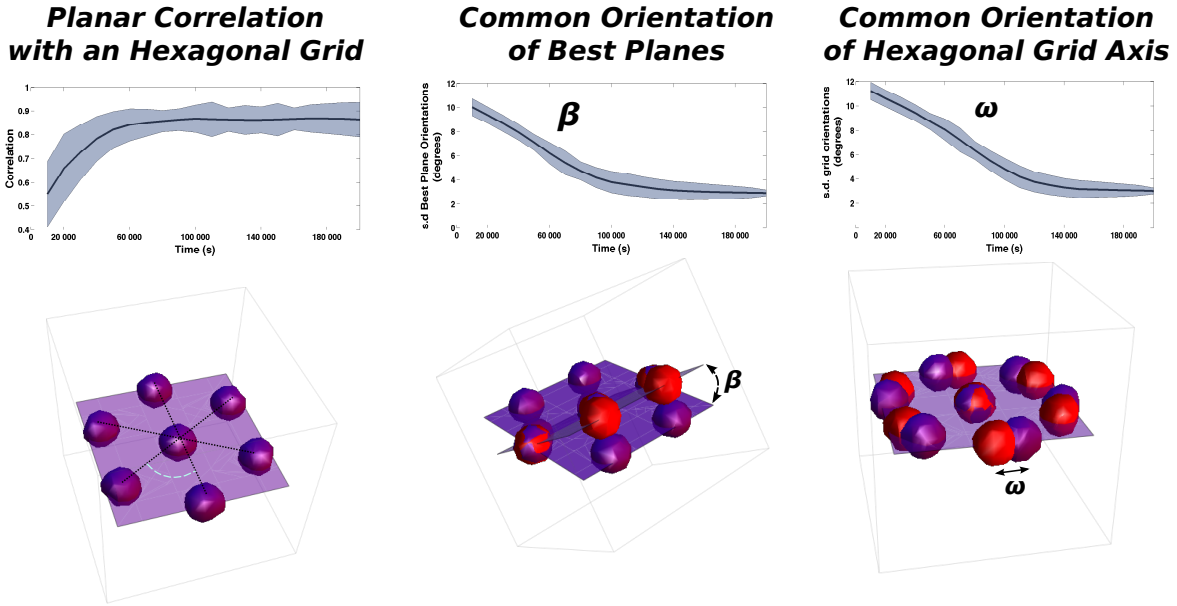 Planar Correlation
with an Hexagonal Grid
Common Orientation
of Best Planes
Common Orientation
of Hexagonal Grid Axis
1
0.9
0.8
0.7
0.6
0.5
0.4
Correlation
0
20 000
60 000
100 000
140 000
180 000
Time (s)
12
10
8
6
4
2
0
s.d Best Plane Orientations
(degrees)
β
0
20 000
60 000
100 000
140 000
180 000
Time (s)
12
10
8
6
4
2
0
s.d. grid orientations
(degrees)
ω
0
20 000
60 000
100 000
140 000
180 000
Time (s)
β
ω